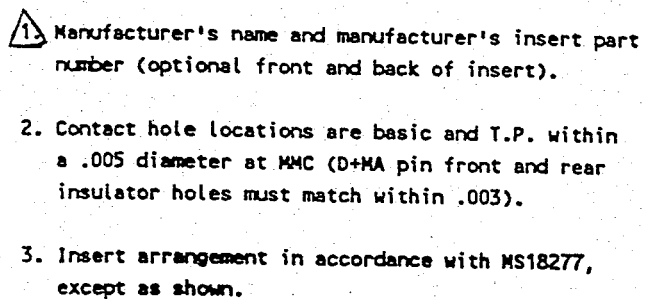 1. Manufacturer's name and manufacturer's insert part
number (optional front and back of insert).
2. Contact hole locations are basic and T.P. within
a .005 diameter at MMC (D+MA pin front and rear
insulator holes must match within .003).
3. Insert arrangement in accordance with MS18277,
except as shown.